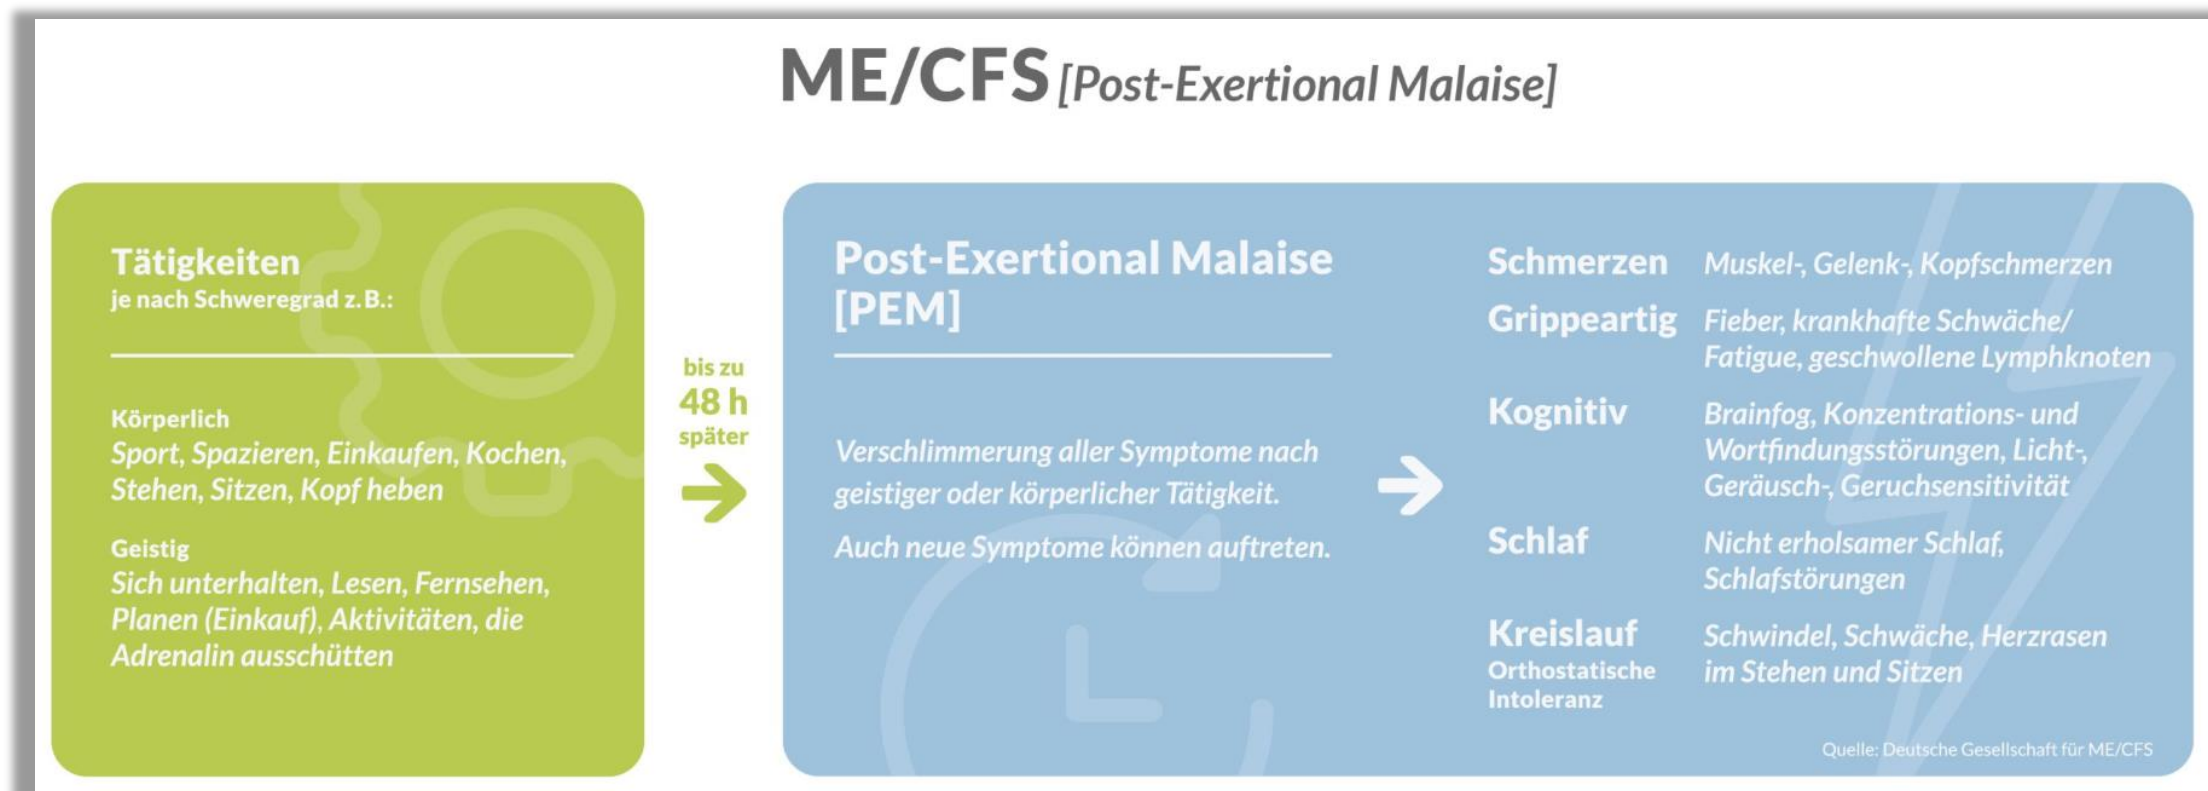 ME/CFS [Post-Exertional Malaise]
Tätigkeiten
je nach Schweregrad z. B.:
Körperlich
Sport, Spazieren, Einkaufen, Kochen,
Stehen, Sitzen, Kopf heben
Geistig
Sich unterhalten, Lesen, Fernsehen,
Planen (Einkauf), Aktivitäten, die
Adrenalin ausschütten
bis zu
48 h
später
Post-Exertional Malaise
[PEM]
Verschlimmerung aller Symptome nach
geistiger oder körperlicher Tätigkeit.
Auch neue Symptome können auftreten.
Schmerzen Muskel-, Gelenk-, Kopfschmerzen
Grippeartig Fieber, krankhafte Schwäche/
Fatigue, geschwollene Lymphknoten
Kognitiv Brainfog, Konzentrations- und
Wortfindungsstörungen, Licht-,
Geräusch-, Geruchsensitivität
Schlaf Nicht erholsamer Schlaf,
Schlafstörungen
Kreislauf Schwindel, Schwäche, Herzrasen
Orthostatische im Stehen und Sitzen
Intoleranz
Quelle: Deutsche Gesellschaft für ME/CFS